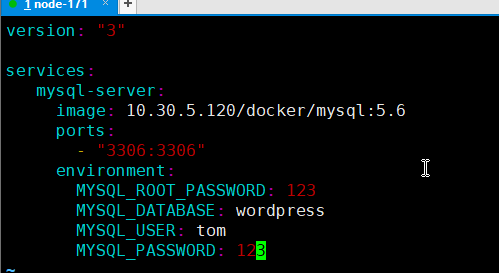 1 node-171
version: "3"
services:
mysql-server:
image: 10.30.5.120/docker/mysql:5.6
ports:
- "3306:3306"
environment:
MYSQL_ROOT_PASSWORD: 123
MYSQL_DATABASE: wordpress
MYSQL_USER: tom
MYSQL_PASSWORD: 123
~